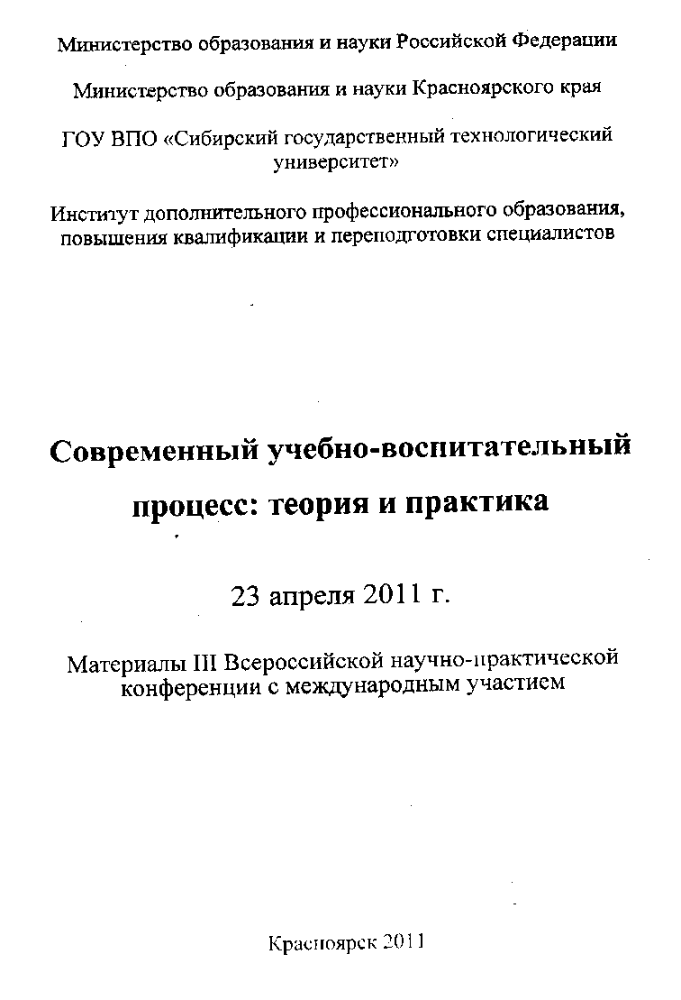 Министерство образования и науки Российской Федерации
Министерство образования и науки Красноярского края
ГОУ ВПО «Сибирский государственный технологический
университет»
Институт дополнительного профессионального образования,
повышения квалификации и переподготовки специалистов
Современный учебно-воспитательный
процесс: теория и практика
23 апреля 2011 г.
Материалы III Всероссийской научно-практической
конференции с международным участием
Красноярск 2011